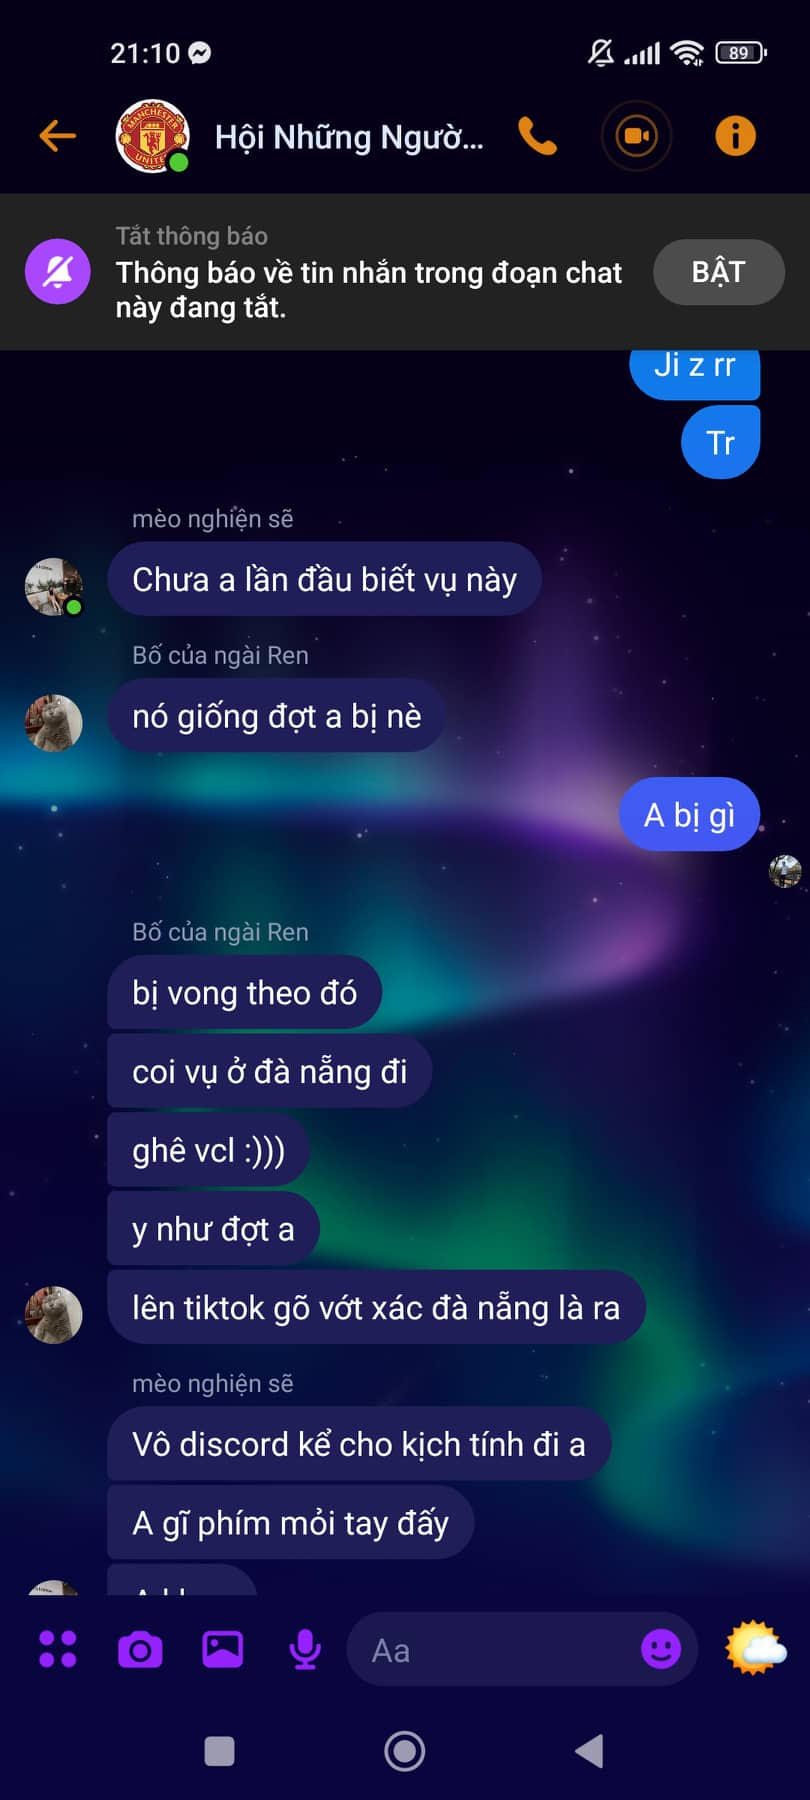 21:10
89
Hội Những Ngườ...
Tắt thông báo
Thông báo về tin nhắn trong đoạn chat
này đang tắt.
BẬT
Ji z rr
Tr
mèo nghiện sẽ
Chưa a lần đầu biết vụ này
Bố của ngài Ren
nó giống đợt a bị nè
A bị gì
Bố của ngài Ren
bị vong theo đó
coi vụ ở đà nẵng đi
ghê vcl :)))
y như đợt a
lên tiktok gõ vớt xác đà nẵng là ra
mèo nghiện sẽ
Vô discord kể cho kịch tính đi a
A gĩ phím mỏi tay đấy
Aa